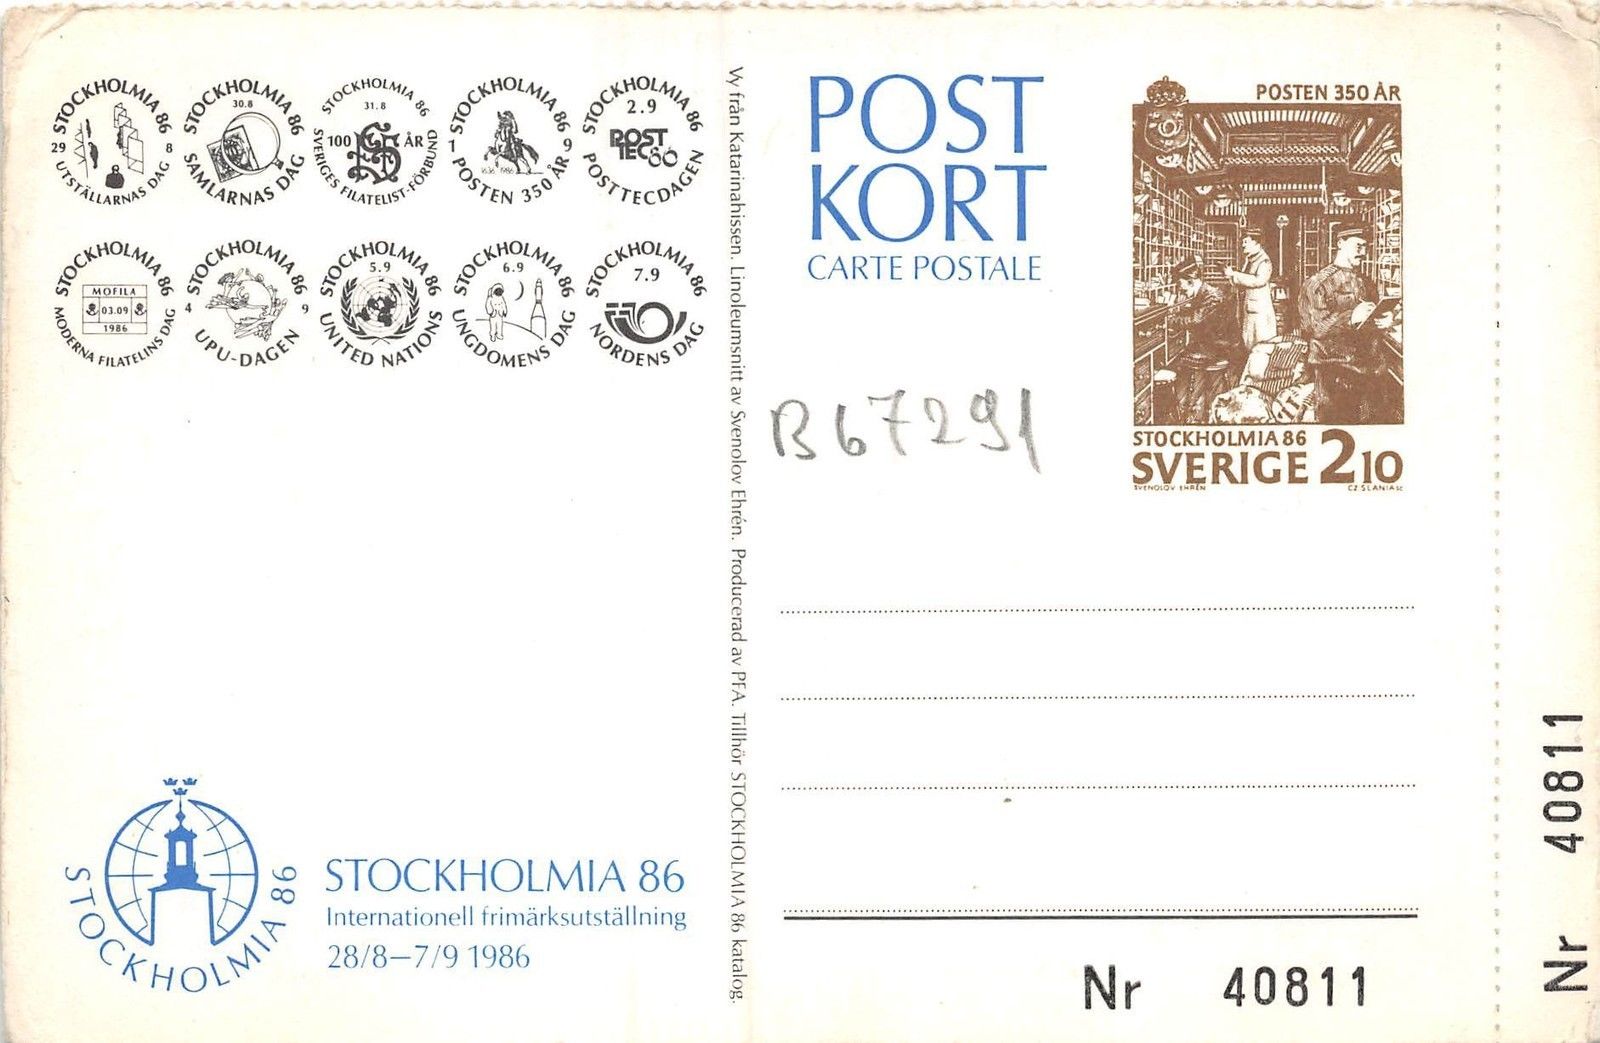 STOCKHOLMIA 86
29 8
UTSTÄLLARNAS DAG
STOCKHOLMIA 86
30.8
SAMLARNAS DAG
STOCKHOLMIA 86
31.8
100 ÅR
SVERIGES FILATELIST-FÖRBUND
STOCKHOLMIA 86
1 9
1636 1986
POSTEN 350 ÅR
STOCKHOLMIA 86
2.9
POST
TEC86
POSTTECDAGEN
STOCKHOLMIA 86
MOFILA
03.09
1986
MODERNA FILATELINS DAG
STOCKHOLMIA 86
4 9
UPU-DAGEN
STOCKHOLMIA 86
5.9
UNITED NATIONS
STOCKHOLMIA 86
6.9
UNGDOMENS DAG
STOCKHOLMIA 86
7.9
NORDENS DAG
STOCKHOLMIA 86
STOCKHOLMIA 86
Internationell frimärksutställning
28/8–7/9 1986
Vy från Katarinahissen. Linoleumsnitt av Svenolov Ehrén. Producerad av PFA. Tillhör STOCKHOLMIA 86 katalog.
POST
KORT
CARTE POSTALE
B67291
POSTEN 350 ÅR
STOCKHOLMIA 86
SVERIGE 210
SVENOLOV EHRÉN CZ SLANIA SC
Nr 40811
Nr 40811